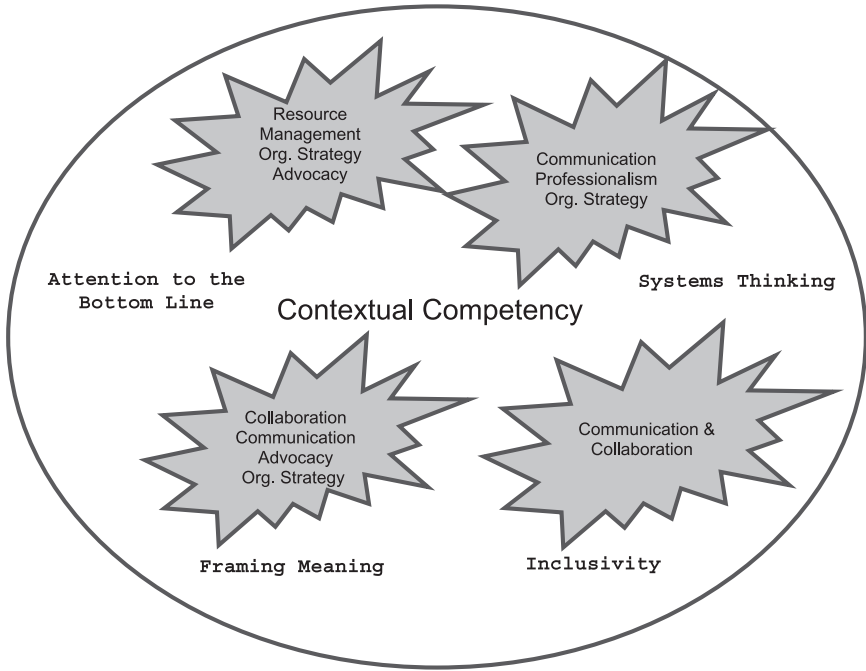 Resource
Management
Org. Strategy
Advocacy
Communication
Professionalism
Org. Strategy
Attention to the
Bottom Line
Systems Thinking
Contextual Competency
Collaboration
Communication
Advocacy
Org. Strategy
Communication &
Collaboration
Framing Meaning
Inclusivity